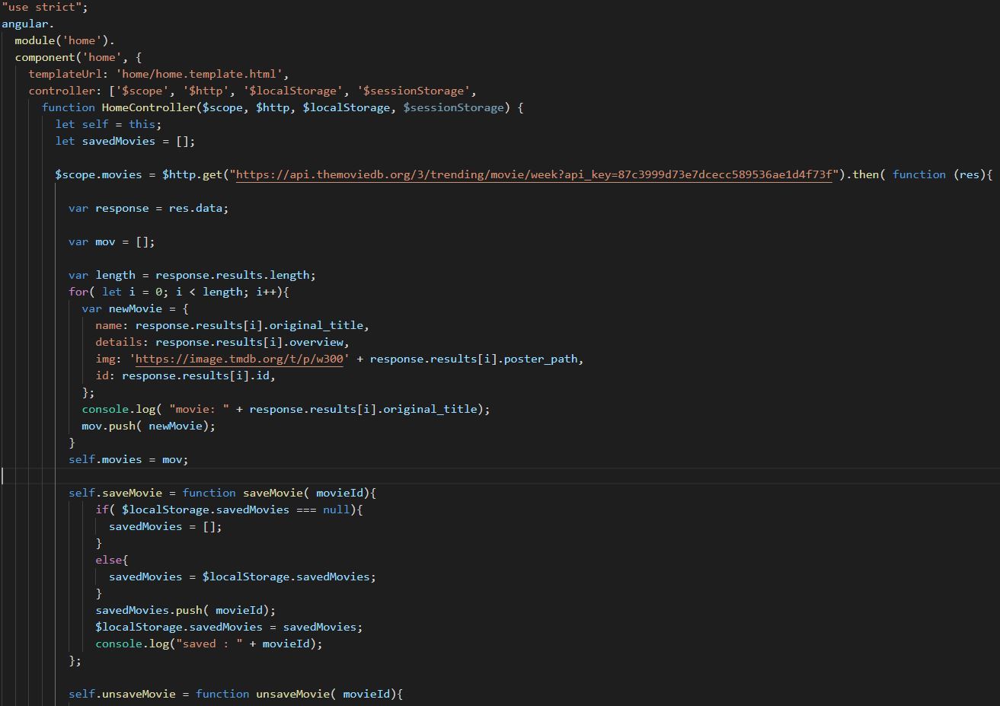 "use strict";
angular.
module('home').
component('home', {
templateUrl: 'home/home.template.html',
controller: ['$scope', '$http', '$localStorage', '$sessionStorage',
function HomeController($scope, $http, $localStorage, $sessionStorage) {
let self = this;
let savedMovies = [];
$scope.movies = $http.get("https://api.themoviedb.org/3/trending/movie/week?api_key=87c3999d73e7dcecc589536ae1d4f73f").then( function (res){
var response = res.data;
var mov = [];
var length = response.results.length;
for( let i = 0; i < length; i++){
var newMovie = {
name: response.results[i].original_title,
details: response.results[i].overview,
img: 'https://image.tmdb.org/t/p/w300' + response.results[i].poster_path,
id: response.results[i].id,
};
console.log( "movie: " + response.results[i].original_title);
mov.push( newMovie);
}
self.movies = mov;
self.saveMovie = function saveMovie( movieId){
if( $localStorage.savedMovies === null){
savedMovies = [];
}
else{
savedMovies = $localStorage.savedMovies;
}
savedMovies.push( movieId);
$localStorage.savedMovies = savedMovies;
console.log("saved : " + movieId);
};
self.unsaveMovie = function unsaveMovie( movieId){